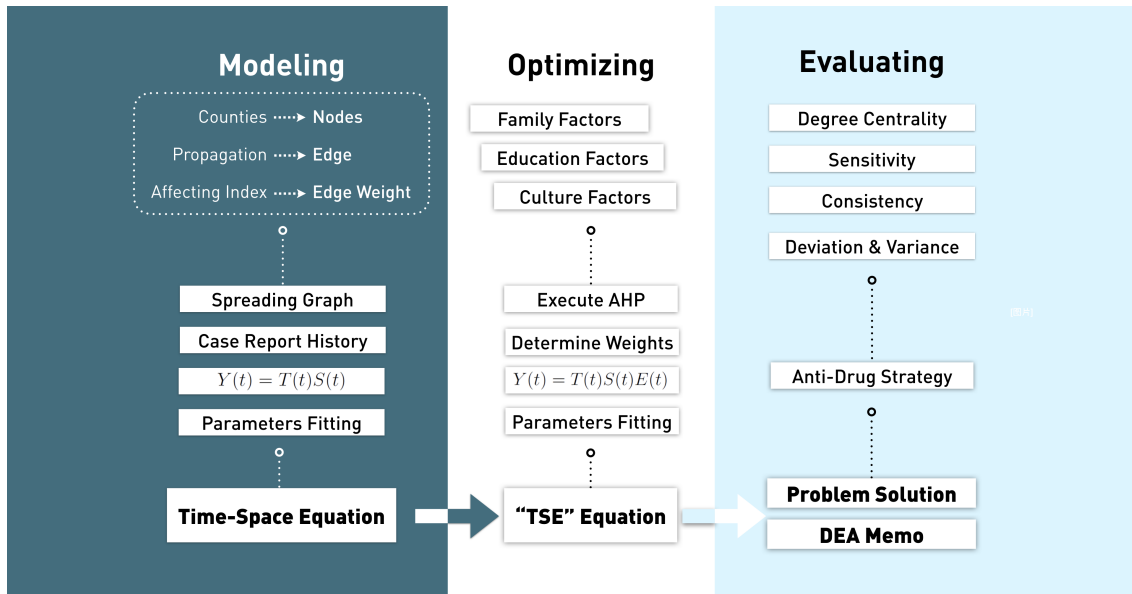 Modeling
Counties Nodes
Propagation Edge
Affecting Index Edge Weight
Spreading Graph
Case Report History
Y(t) = T(t)S(t)
Parameters Fitting
Time-Space Equation
Optimizing
Family Factors
Education Factors
Culture Factors
Execute AHP
Determine Weights
Y(t) = T(t)S(t)E(t)
Parameters Fitting
“TSE” Equation
Evaluating
Degree Centrality
Sensitivity
Consistency
Deviation & Variance
[图片]
Anti-Drug Strategy
Problem Solution
DEA Memo